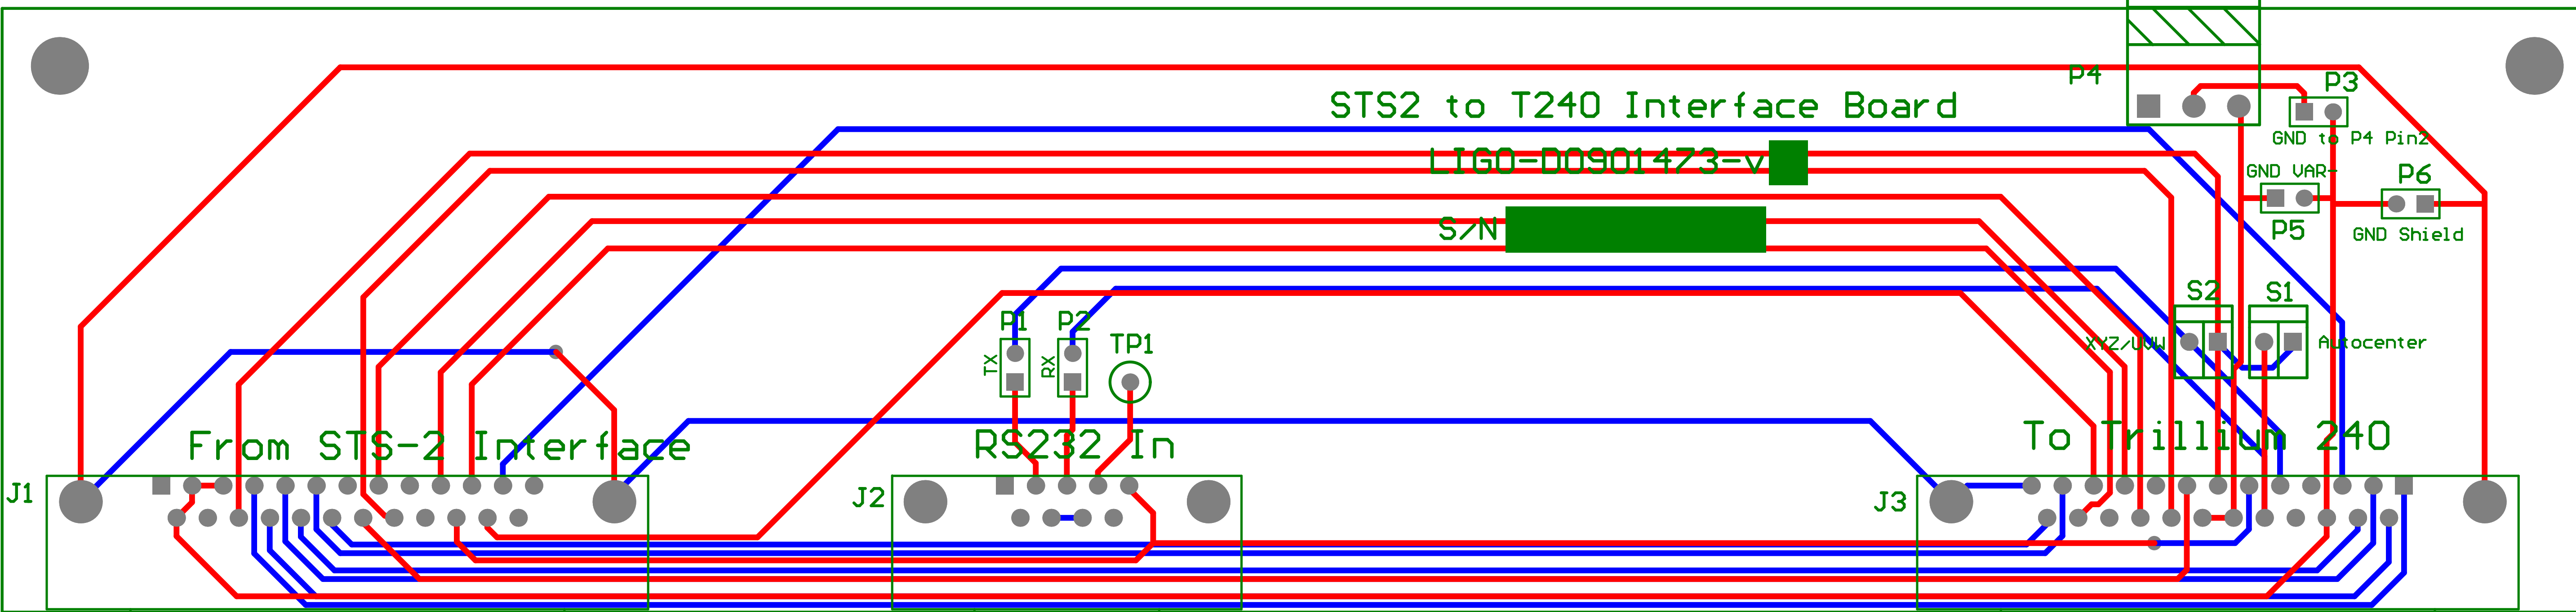 P4
P3
STS2 to T240 Interface Board
GND to P4 Pin2
LIGO-D0901473-v
GND VAR-
P6
S/N
P5
GND Shield
S2
S1
P1
P2
TP1
XYZ/UVW
Autocenter
TX
RX
From STS-2 Interface
RS232 In
To Trillium 240
J1
J2
J3